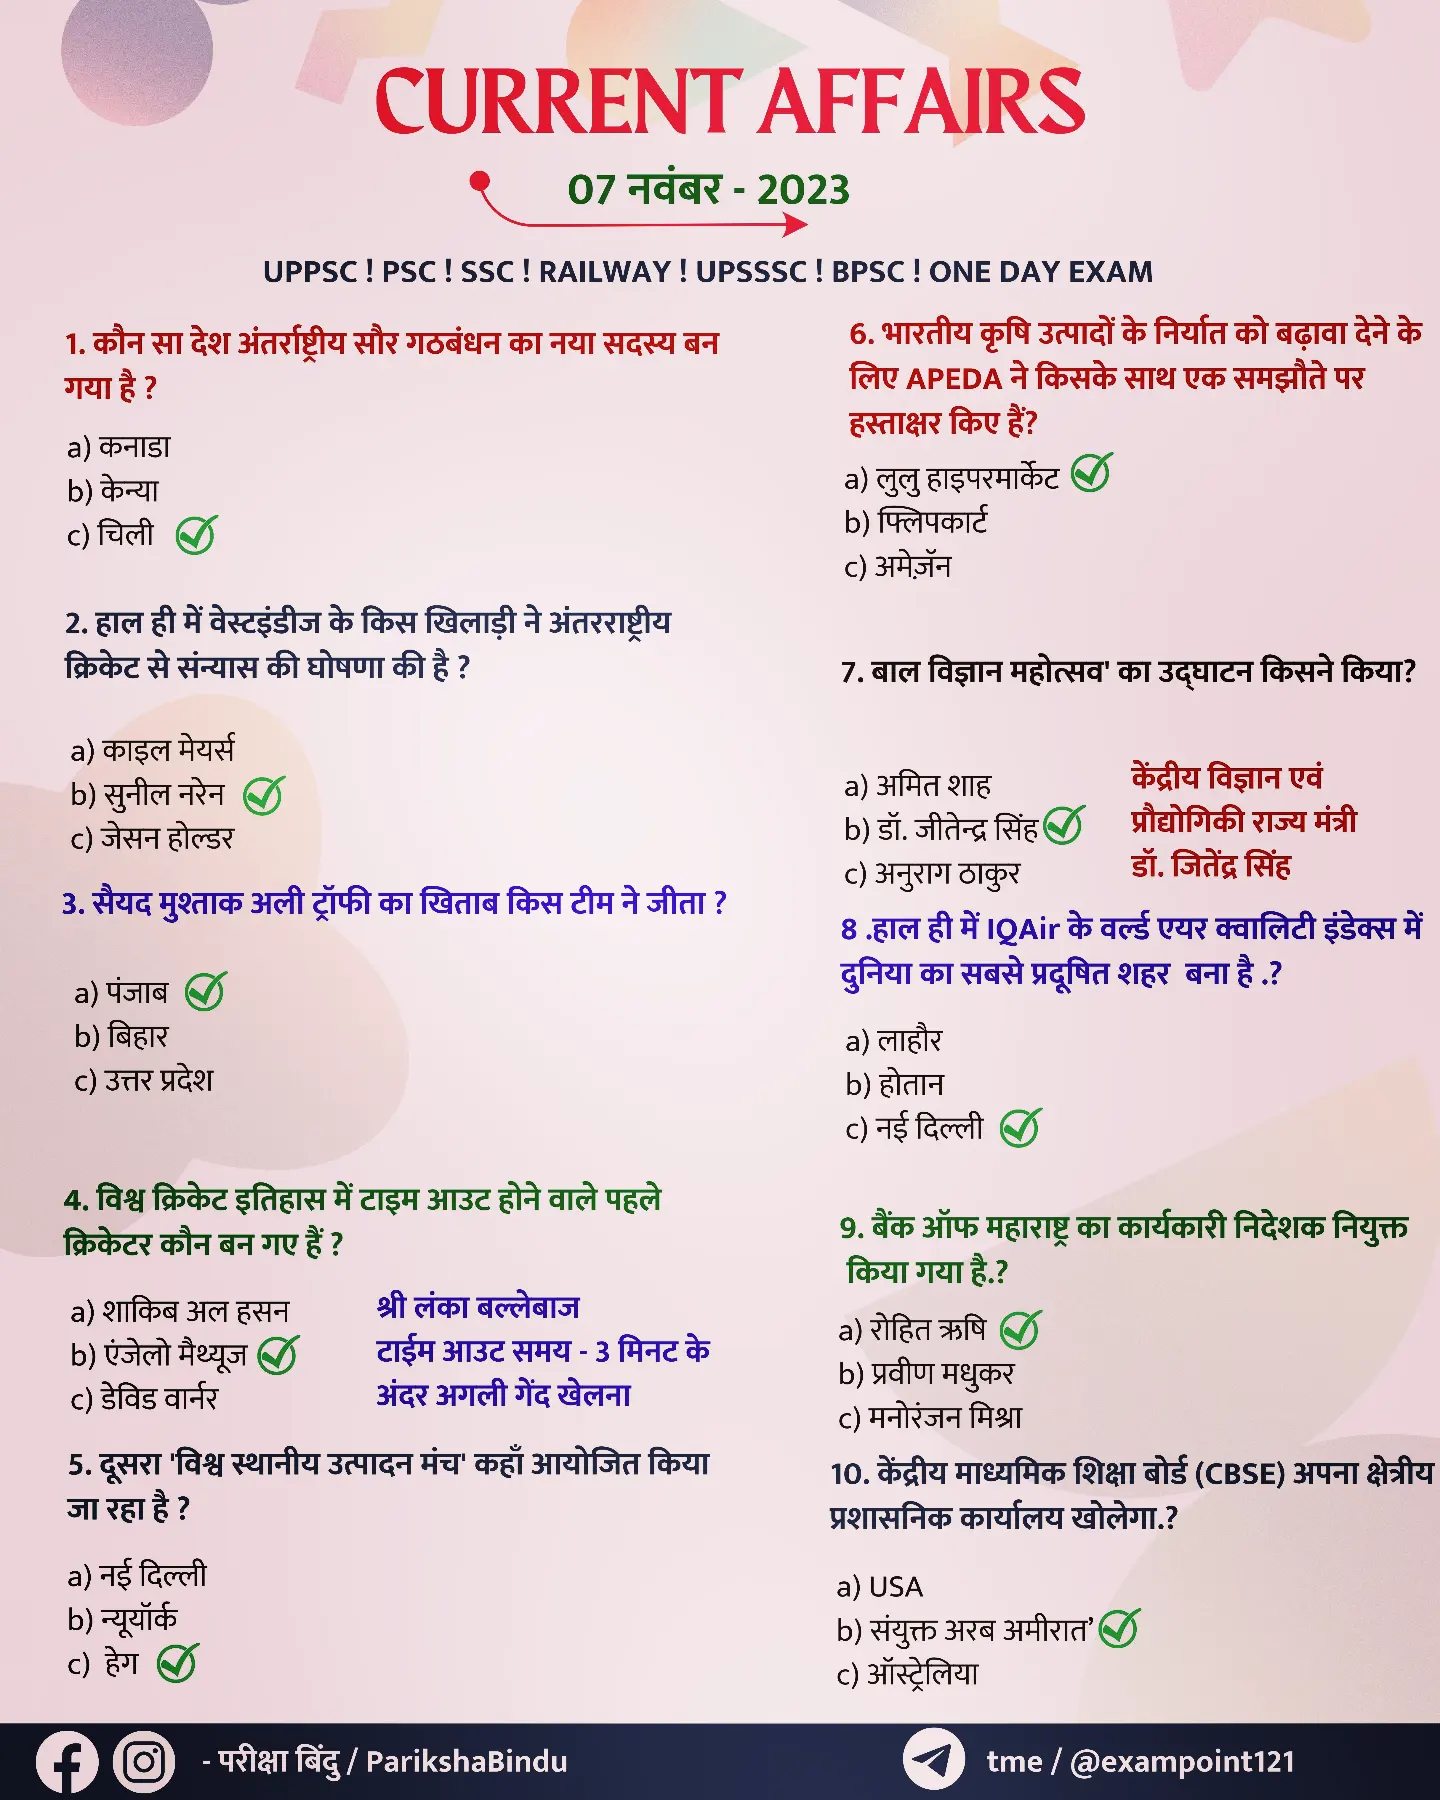 CURRENT AFFAIRS
07 नवंबर - 2023
UPPSC ! PSC ! SSC ! RAILWAY ! UPSSSC ! BPSC ! ONE DAY EXAM
1. कौन सा देश अंतर्राष्ट्रीय सौर गठबंधन का नया सदस्य बन
गया है ?
a) कनाडा
b) केन्या
c) चिली
2. हाल ही में वेस्टइंडीज के किस खिलाड़ी ने अंतरराष्ट्रीय
क्रिकेट से संन्यास की घोषणा की है ?
a) काइल मेयर्स
b) सुनील नरेन
c) जेसन होल्डर
3. सैयद मुश्ताक अली ट्रॉफी का खिताब किस टीम ने जीता ?
a) पंजाब
b) बिहार
c) उत्तर प्रदेश
4. विश्व क्रिकेट इतिहास में टाइम आउट होने वाले पहले
क्रिकेटर कौन बन गए हैं ?
a) शाकिब अल हसन
b) एंजेलो मैथ्यूज
c) डेविड वार्नर
श्री लंका बल्लेबाज
टाईम आउट समय - 3 मिनट के
अंदर अगली गेंद खेलना
5. दूसरा 'विश्व स्थानीय उत्पादन मंच' कहाँ आयोजित किया
जा रहा है ?
a) नई दिल्ली
b) न्यूयॉर्क
c) हेग
6. भारतीय कृषि उत्पादों के निर्यात को बढ़ावा देने के
लिए APEDA ने किसके साथ एक समझौते पर
हस्ताक्षर किए हैं?
a) लुलु हाइपरमार्केट
b) फ्लिपकार्ट
c) अमेज़ॅन
7. बाल विज्ञान महोत्सव' का उद्घाटन किसने किया?
a) अमित शाह
b) डॉ. जीतेन्द्र सिंह
c) अनुराग ठाकुर
केंद्रीय विज्ञान एवं
प्रौद्योगिकी राज्य मंत्री
डॉ. जितेंद्र सिंह
8 .हाल ही में IQAir के वर्ल्ड एयर क्वालिटी इंडेक्स में
दुनिया का सबसे प्रदूषित शहर बना है .?
a) लाहौर
b) होतान
c) नई दिल्ली
9. बैंक ऑफ महाराष्ट्र का कार्यकारी निदेशक नियुक्त
किया गया है.?
a) रोहित ऋषि
b) प्रवीण मधुकर
c) मनोरंजन मिश्रा
10. केंद्रीय माध्यमिक शिक्षा बोर्ड (CBSE) अपना क्षेत्रीय
प्रशासनिक कार्यालय खोलेगा.?
a) USA
b) संयुक्त अरब अमीरात’
c) ऑस्ट्रेलिया
- परीक्षा बिंदु / ParikshaBindu
tme / @exampoint121